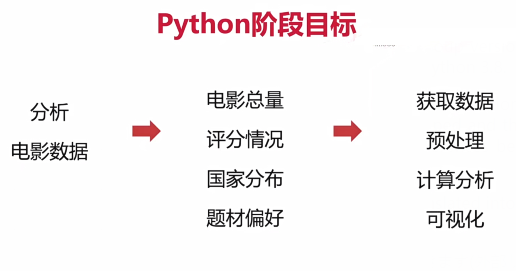 Python阶段目标
分析
电影数据
电影总量
评分情况
国家分布
题材偏好
获取数据
预处理
计算分析
可视化